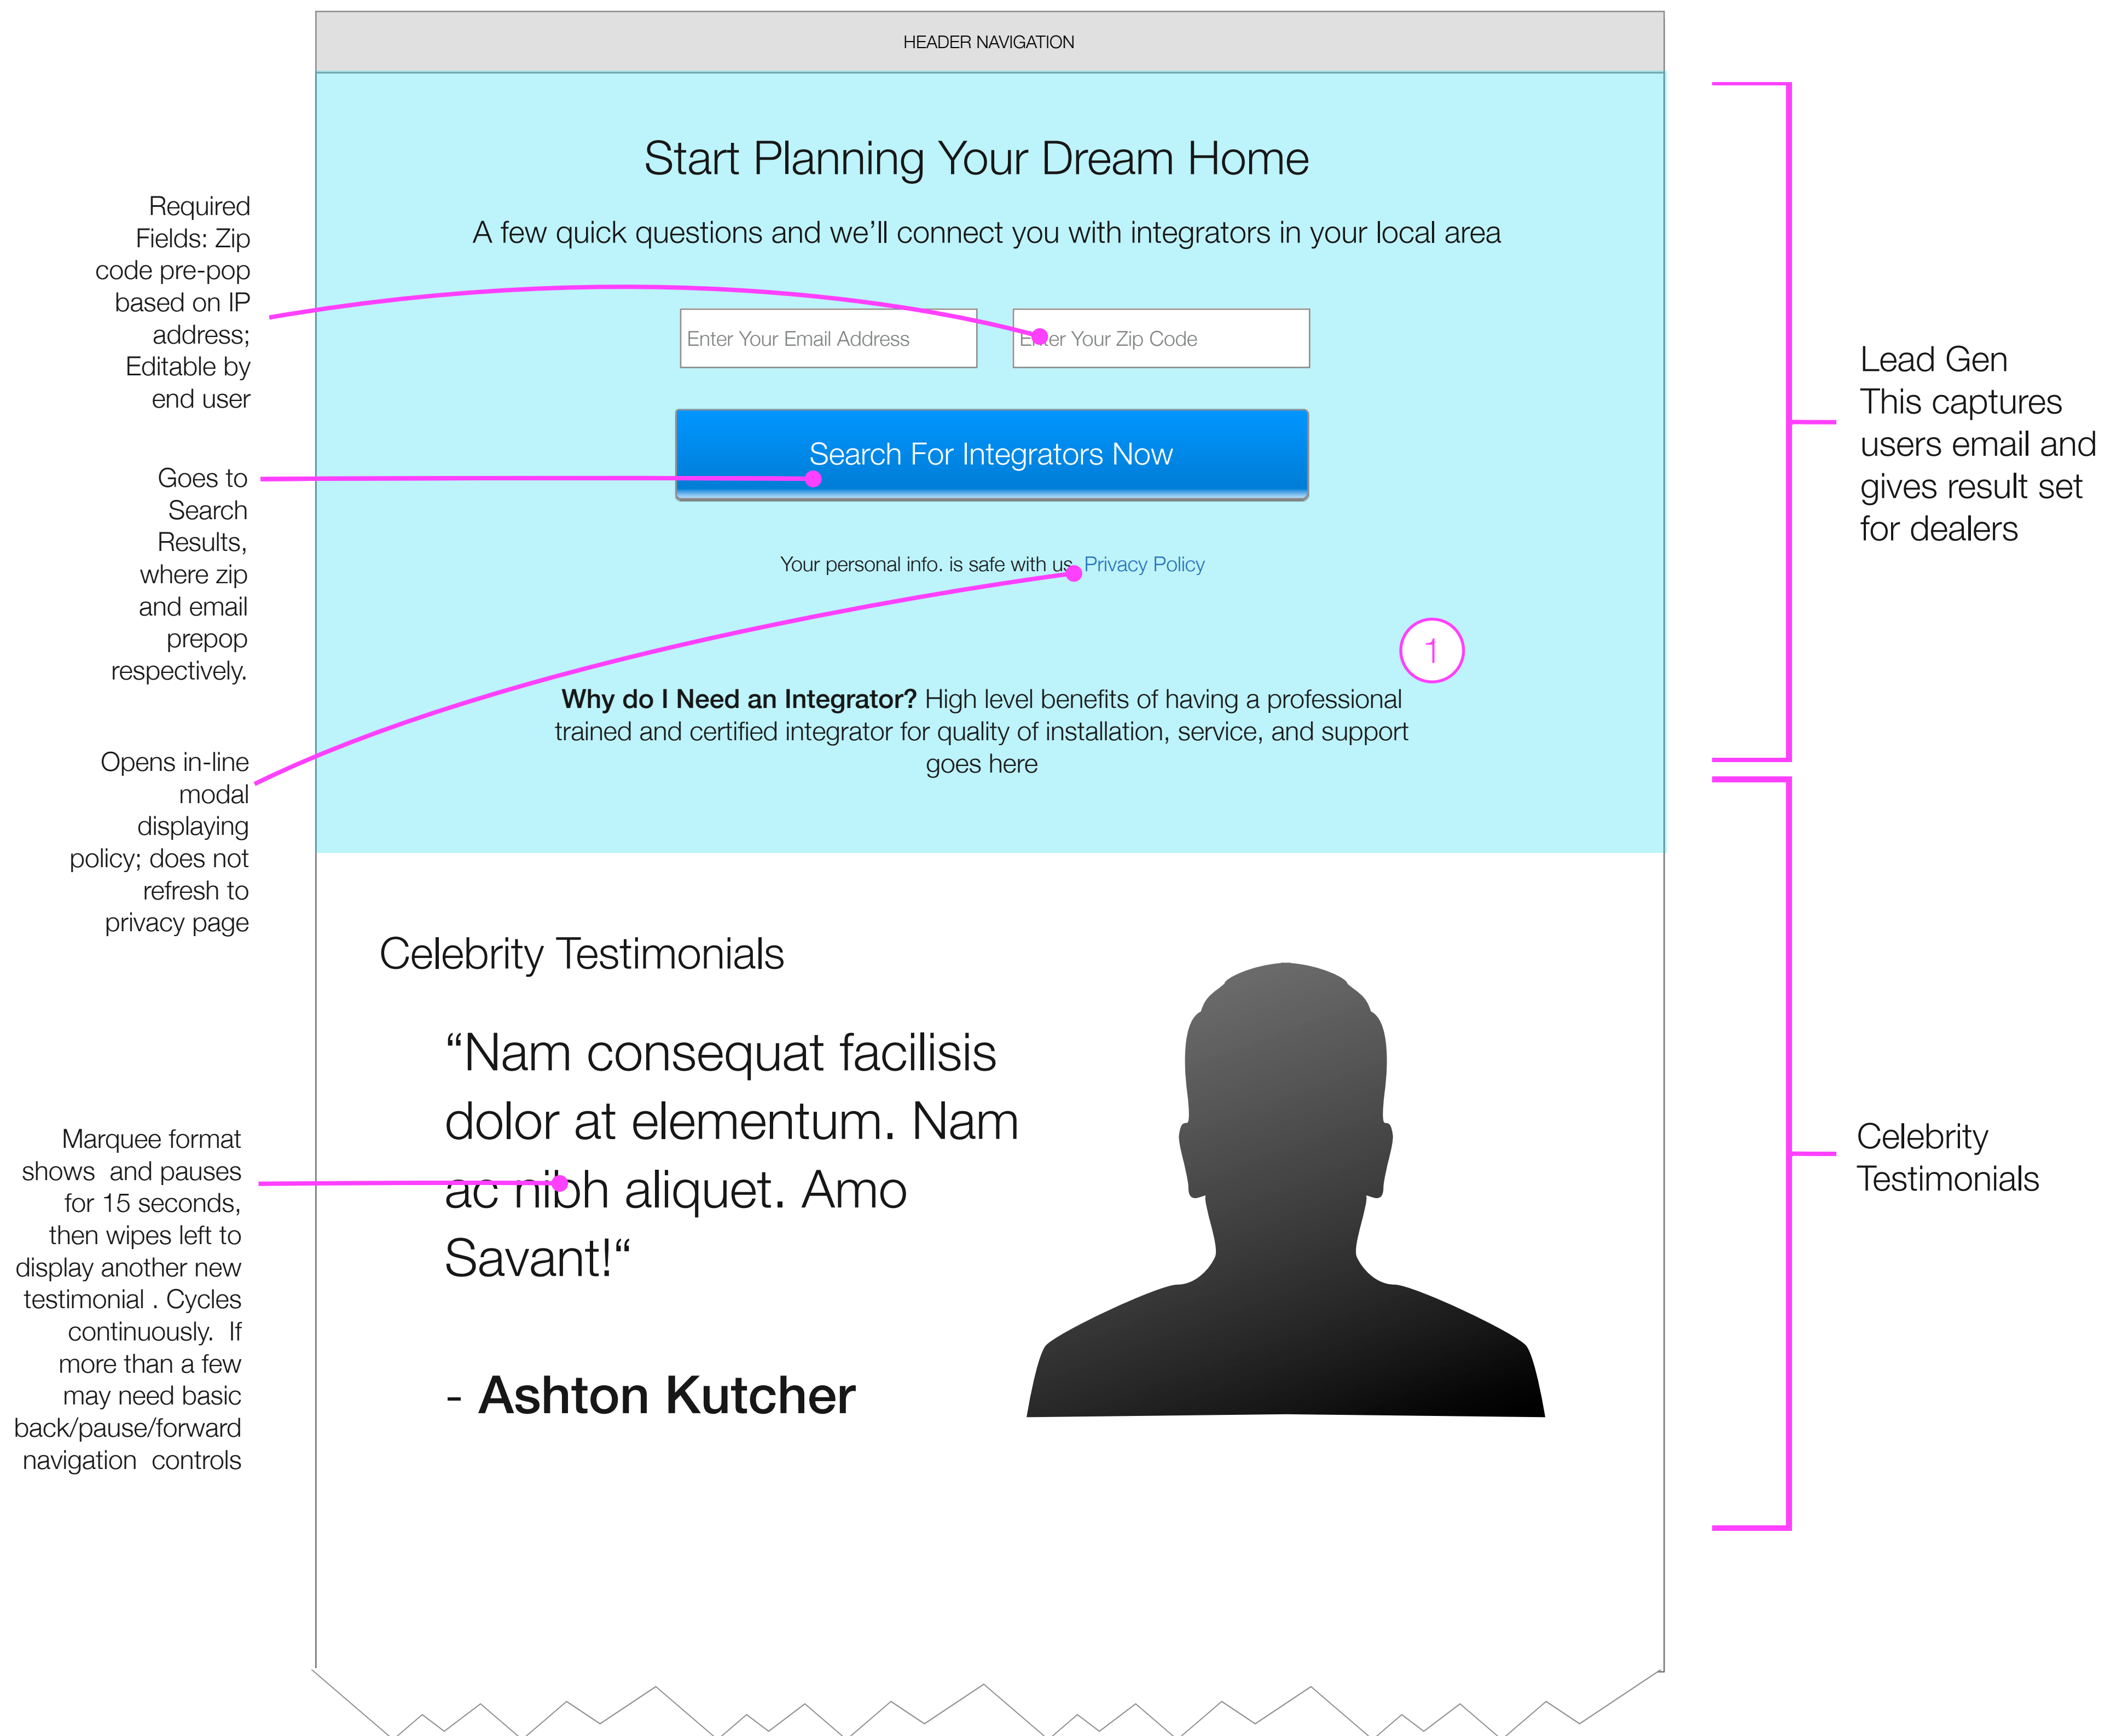 HEADER NAVIGATION
Start Planning Your Dream Home
A few quick questions and we’ll connect you with integrators in your local area
Enter Your Email Address
Enter Your Zip Code
Search For Integrators Now
Your personal info. is safe with us. Privacy Policy
1
Why do I Need an Integrator? High level benefits of having a professional
trained and certified integrator for quality of installation, service, and support
goes here
Celebrity Testimonials
“Nam consequat facilisis
dolor at elementum. Nam
ac nibh aliquet. Amo
Savant!“
- Ashton Kutcher
Required
Fields: Zip
code pre-pop
based on IP
address;
Editable by
end user
Goes to
Search
Results,
where zip
and email
prepop
respectively.
Opens in-line
modal
displaying
policy; does not
refresh to
privacy page
Marquee format
shows  and pauses
for 15 seconds,
then wipes left to
display another new
testimonial . Cycles
continuously.  If
more than a few
may need basic
back/pause/forward
navigation  controls
Lead Gen
This captures
users email and
gives result set
for dealers
Celebrity
Testimonials